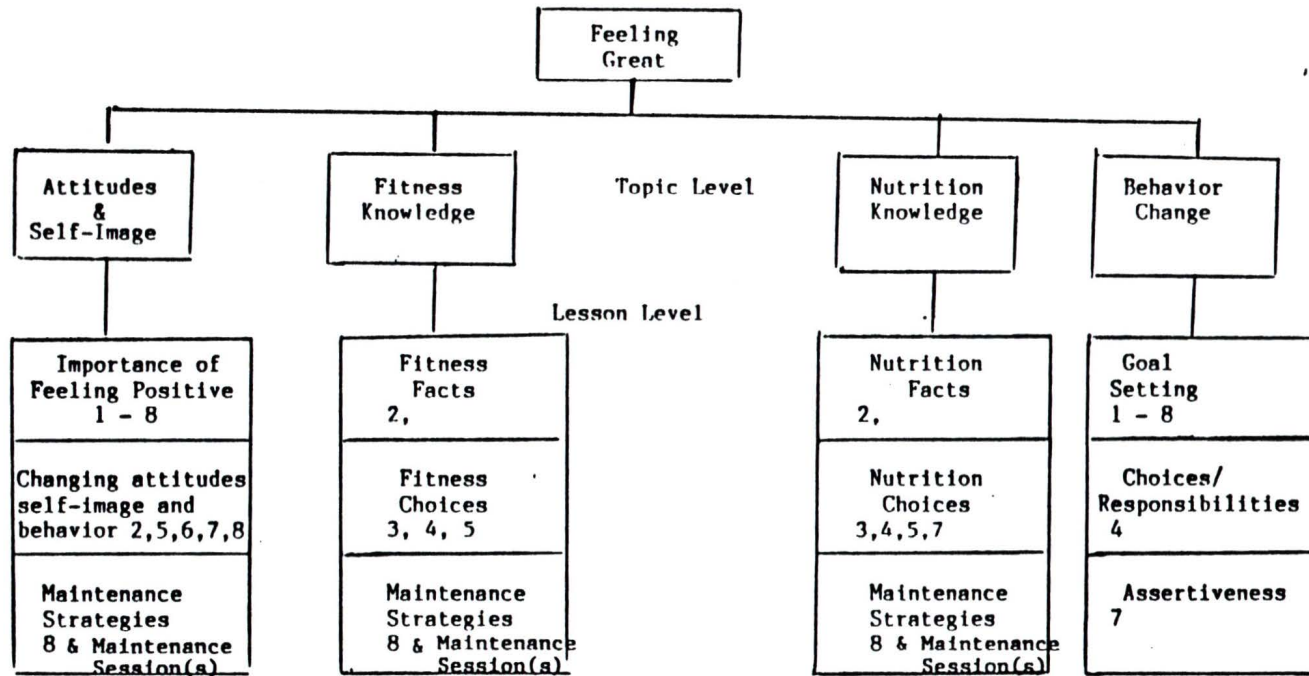 Feeling
Great
Attitudes
&
Self-Image
Fitness
Knowledge
Topic Level
Nutrition
Knowledge
Behavior
Change
Lesson Level
Importance of
Feeling Positive
1 - 8
Changing attitudes
self-image and
behavior 2,5,6,7,8
Maintenance
Strategies
8 & Maintenance
Session(s)
Fitness
Facts
2,
Fitness
Choices
3, 4, 5
Maintenance
Strategies
8 & Maintenance
Session(s)
Nutrition
Facts
2,
Nutrition
Choices
3,4,5,7
Maintenance
Strategies
8 & Maintenance
Session(s)
Goal
Setting
1 - 8
Choices/
Responsibilities
4
Assertiveness
7